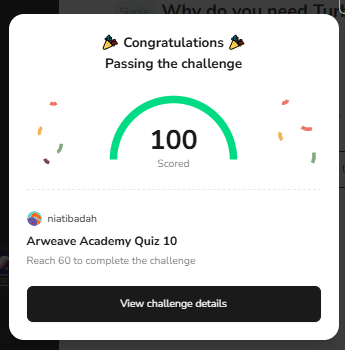 Single
Why do you need Tur
Congratulations
Passing the challenge
100
Scored
niatibadah
Arweave Academy Quiz 10
Reach 60 to complete the challenge
View challenge details